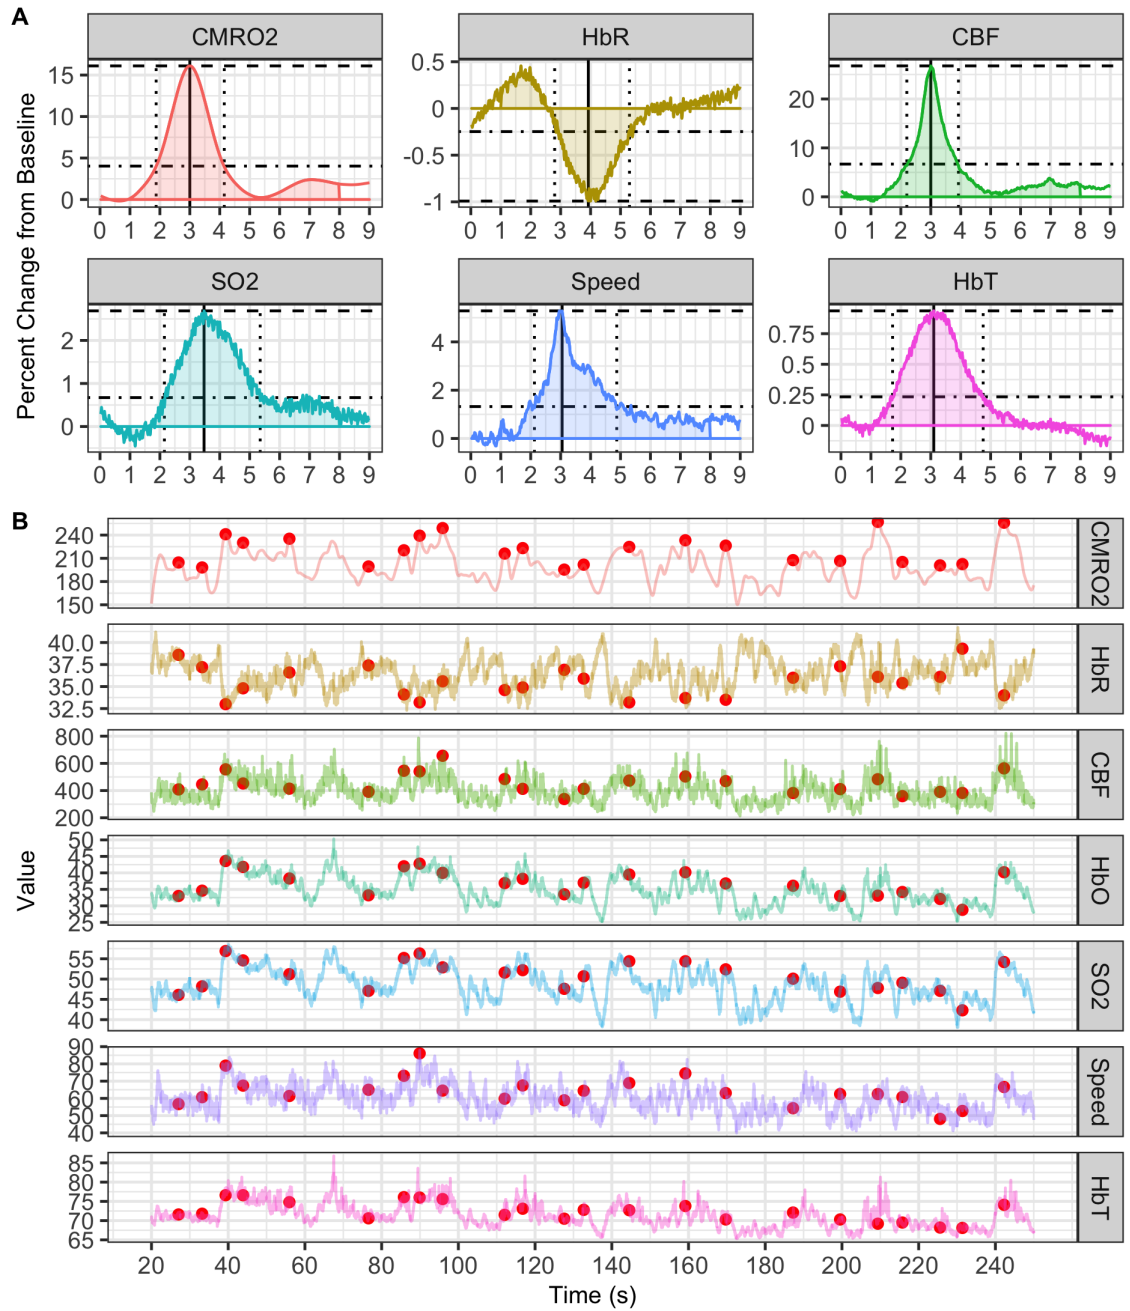 A
CMRO2 HbR CBF
Percent Change from Baseline
15
10
5
0
0 1 2 3 4 5 6 7 8 9
0.5
0
-0.5
-1
0 1 2 3 4 5 6 7 8 9
20
10
0
0 1 2 3 4 5 6 7 8 9
SO2 Speed HbT
2
1
0
0 1 2 3 4 5 6 7 8 9
4
2
0
0 1 2 3 4 5 6 7 8 9
0.75
0.5
0.25
0
0 1 2 3 4 5 6 7 8 9
B
Value
240
210
180
150
CMRO2
40.0
37.5
35.0
32.5
HbR
800
600
400
200
CBF
50
45
40
35
30
25
HbO
55
50
45
40
SO2
90
80
70
60
50
40
Speed
85
80
75
70
65
HbT
20 40 60 80 100 120 140 160 180 200 220 240
Time (s)